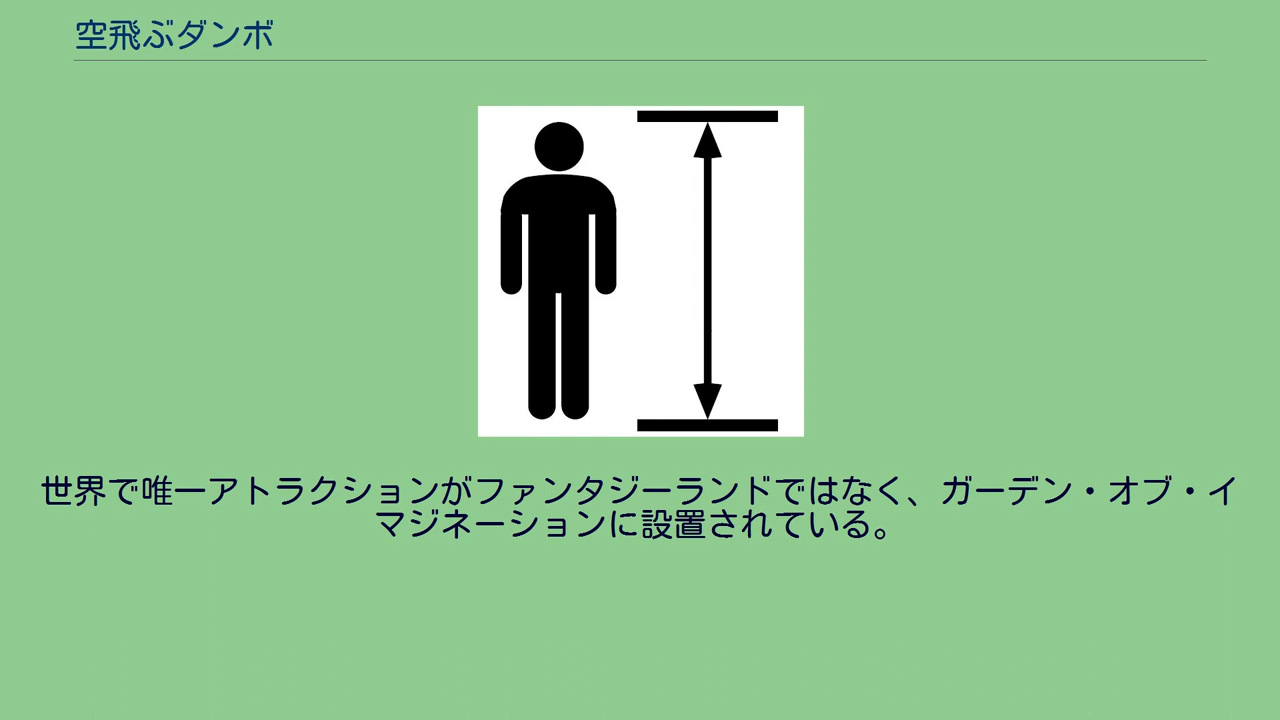 空飛ぶダンボ
世界で唯一アトラクションがファンタジーランドではなく、ガーデン・オブ・イ
マジネーションに設置されている。